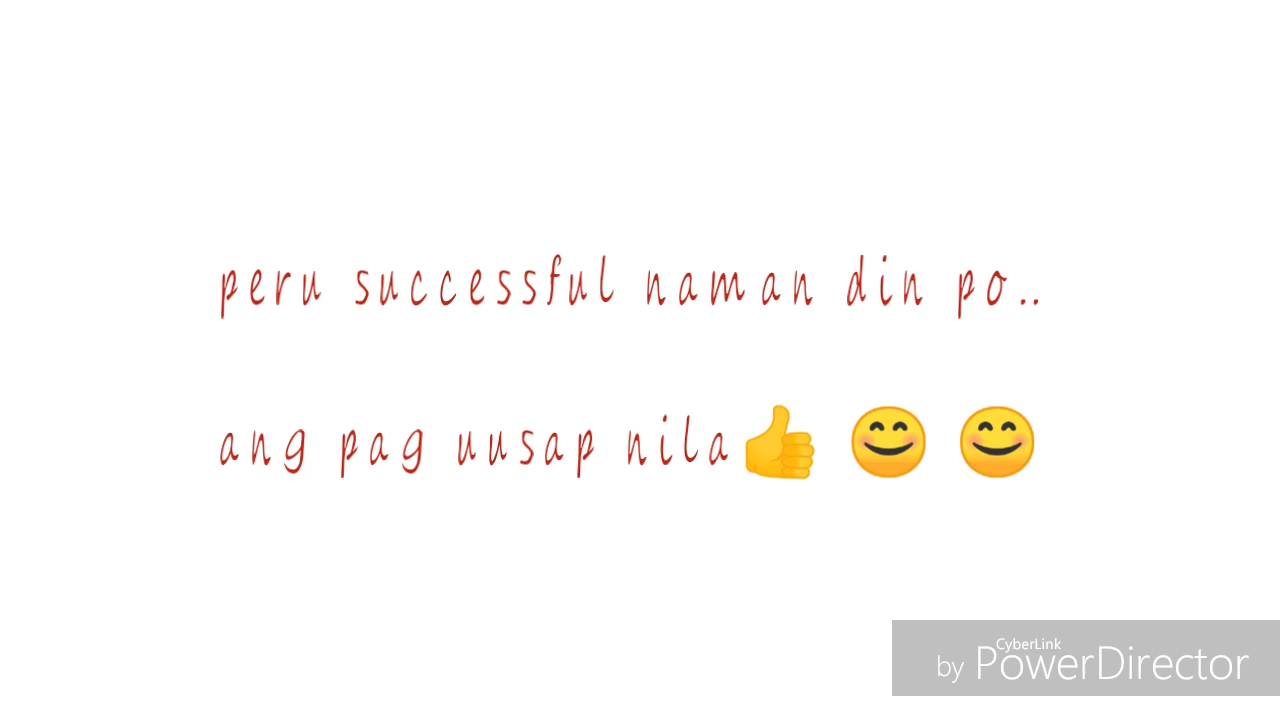 peru successful naman din po..
ang pag uusap nila👍 😊 😊
CyberLink
by PowerDirector